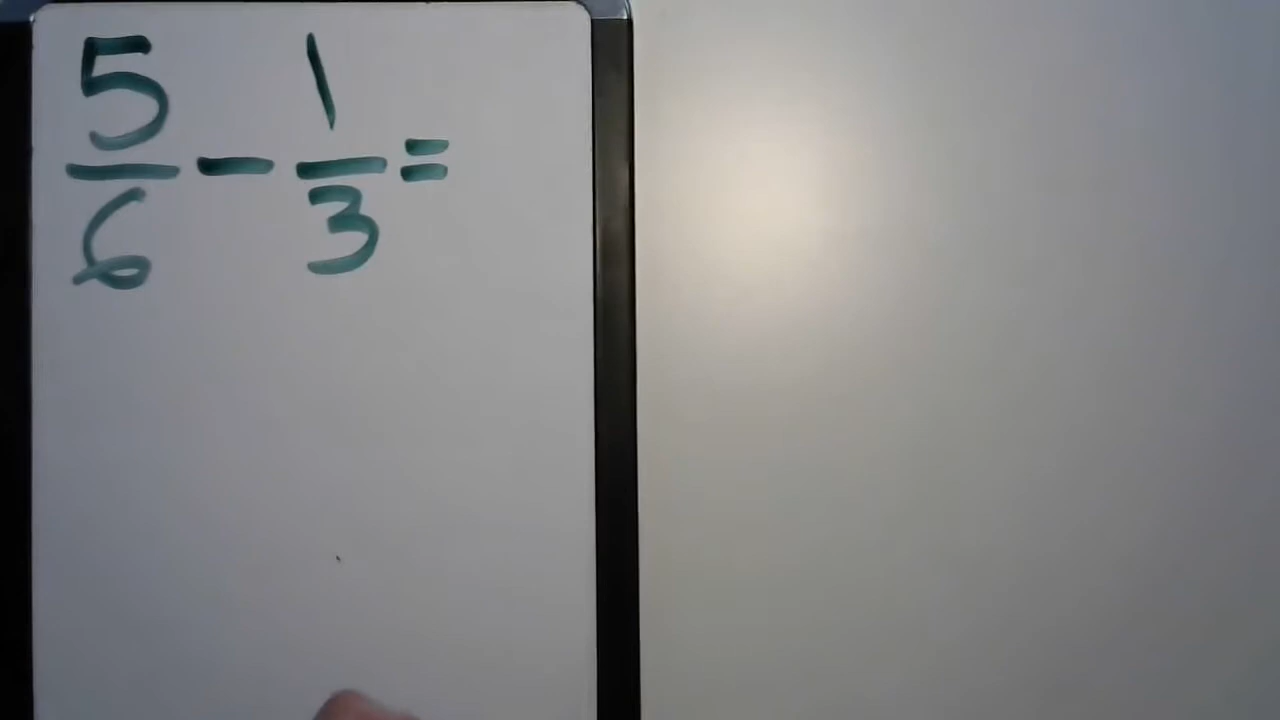 5/6 - 1/3 =